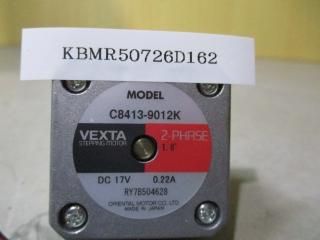 KBMR50726D162
MODEL
C8413-9012K
VEXTA 2-PHASE
STEPPING MOTOR 1.8°
DC 17V 0.22A
RY7B504628
ORIENTAL MOTOR CO. LTD.
MADE IN JAPAN